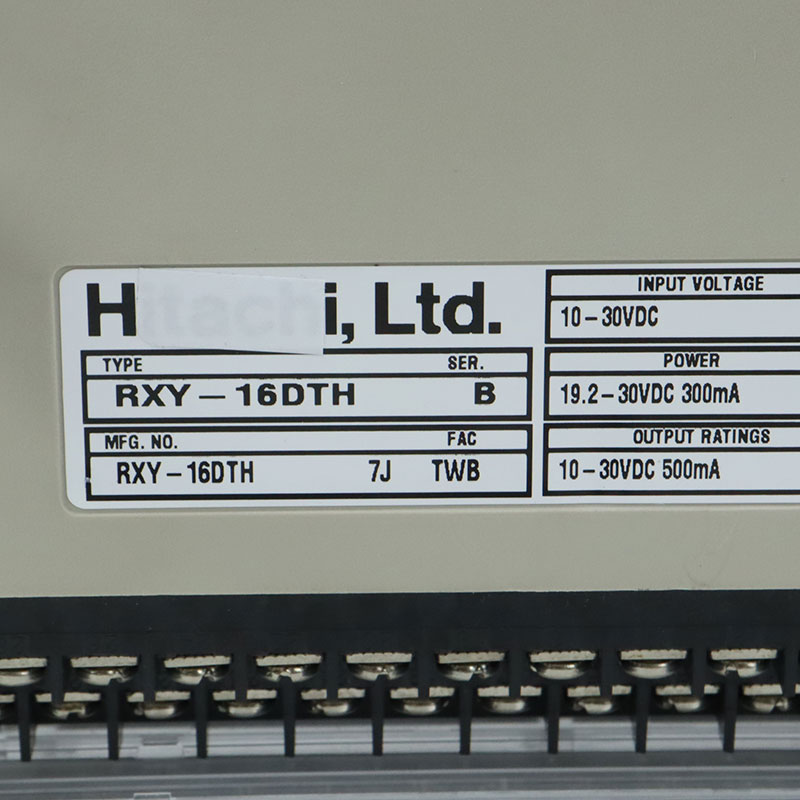 Hitachi, Ltd.
TYPE SER.
RXY-16DTH B
MFG. NO. FAC
RXY-16DTH 7J TWB
INPUT VOLTAGE
10-30VDC
POWER
19.2-30VDC 300mA
OUTPUT RATINGS
10-30VDC 500mA